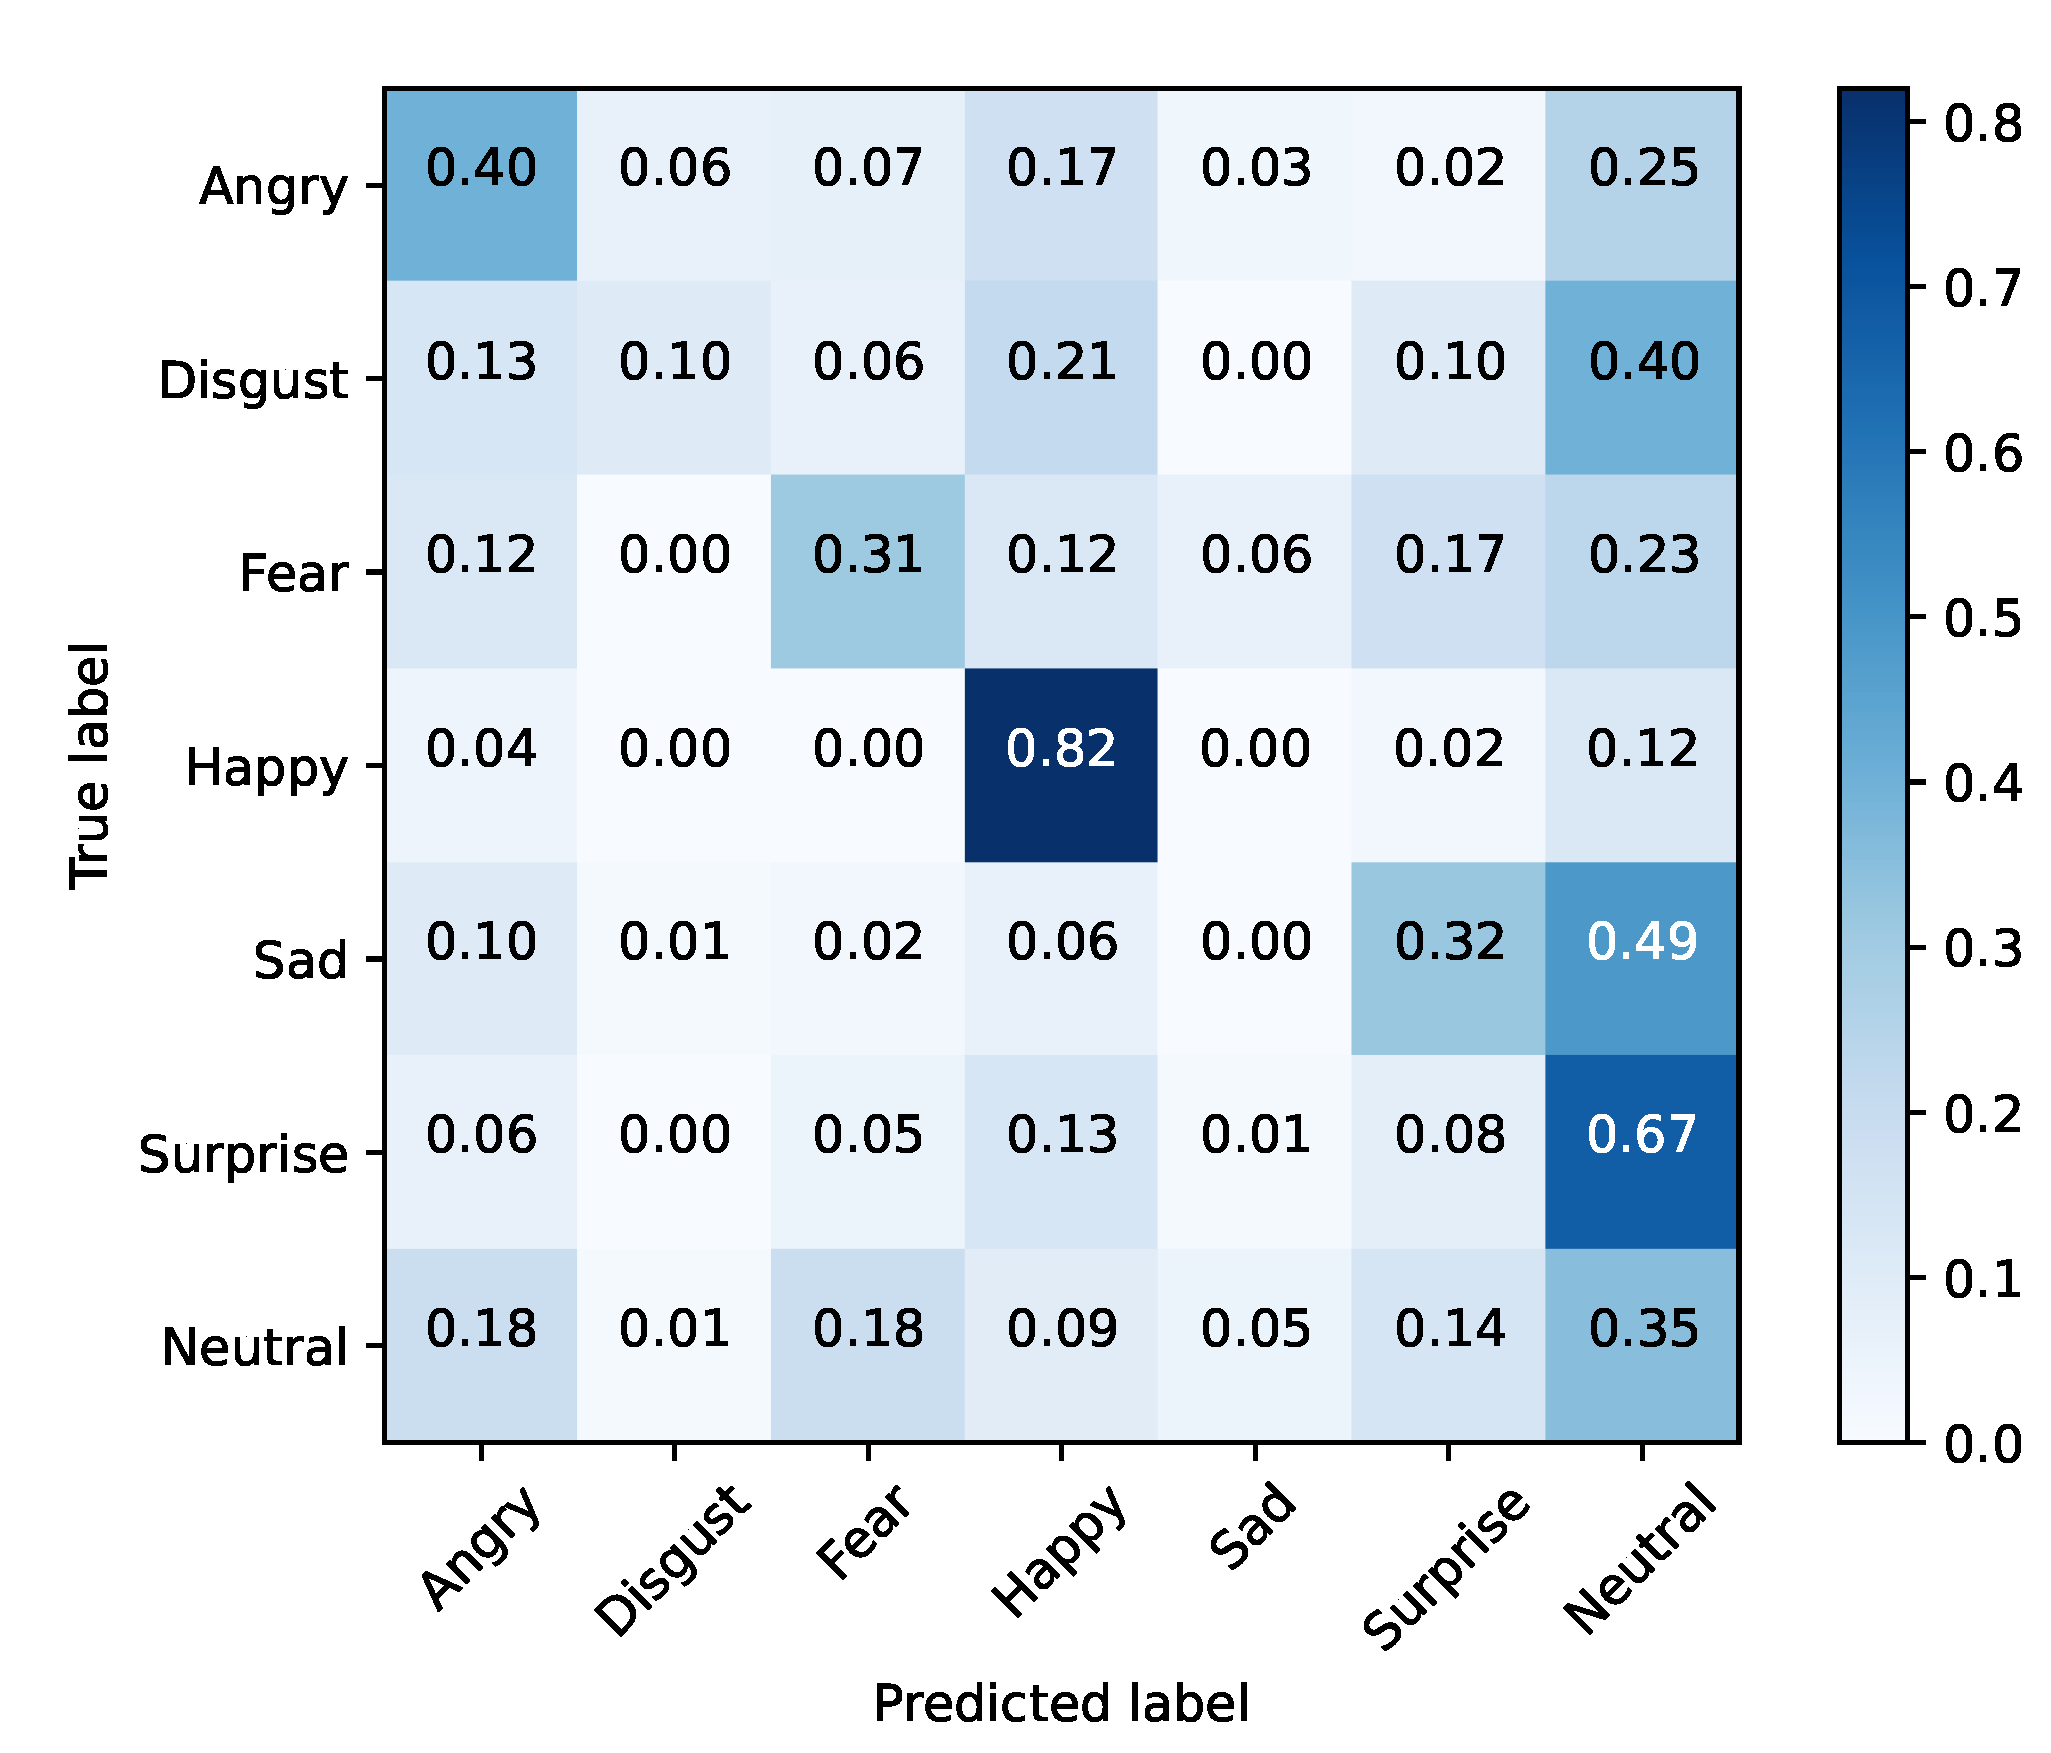 Angry 0.40 0.06 0.07 0.17 0.03 0.02 0.25
Disgust 0.13 0.10 0.06 0.21 0.00 0.10 0.40
Fear 0.12 0.00 0.31 0.12 0.06 0.17 0.23
Happy 0.04 0.00 0.00 0.82 0.00 0.02 0.12
Sad 0.10 0.01 0.02 0.06 0.00 0.32 0.49
Surprise 0.06 0.00 0.05 0.13 0.01 0.08 0.67
Neutral 0.18 0.01 0.18 0.09 0.05 0.14 0.35
True label
Angry Disgust Fear Happy Sad Surprise Neutral
Predicted label
0.8
0.7
0.6
0.5
0.4
0.3
0.2
0.1
0.0